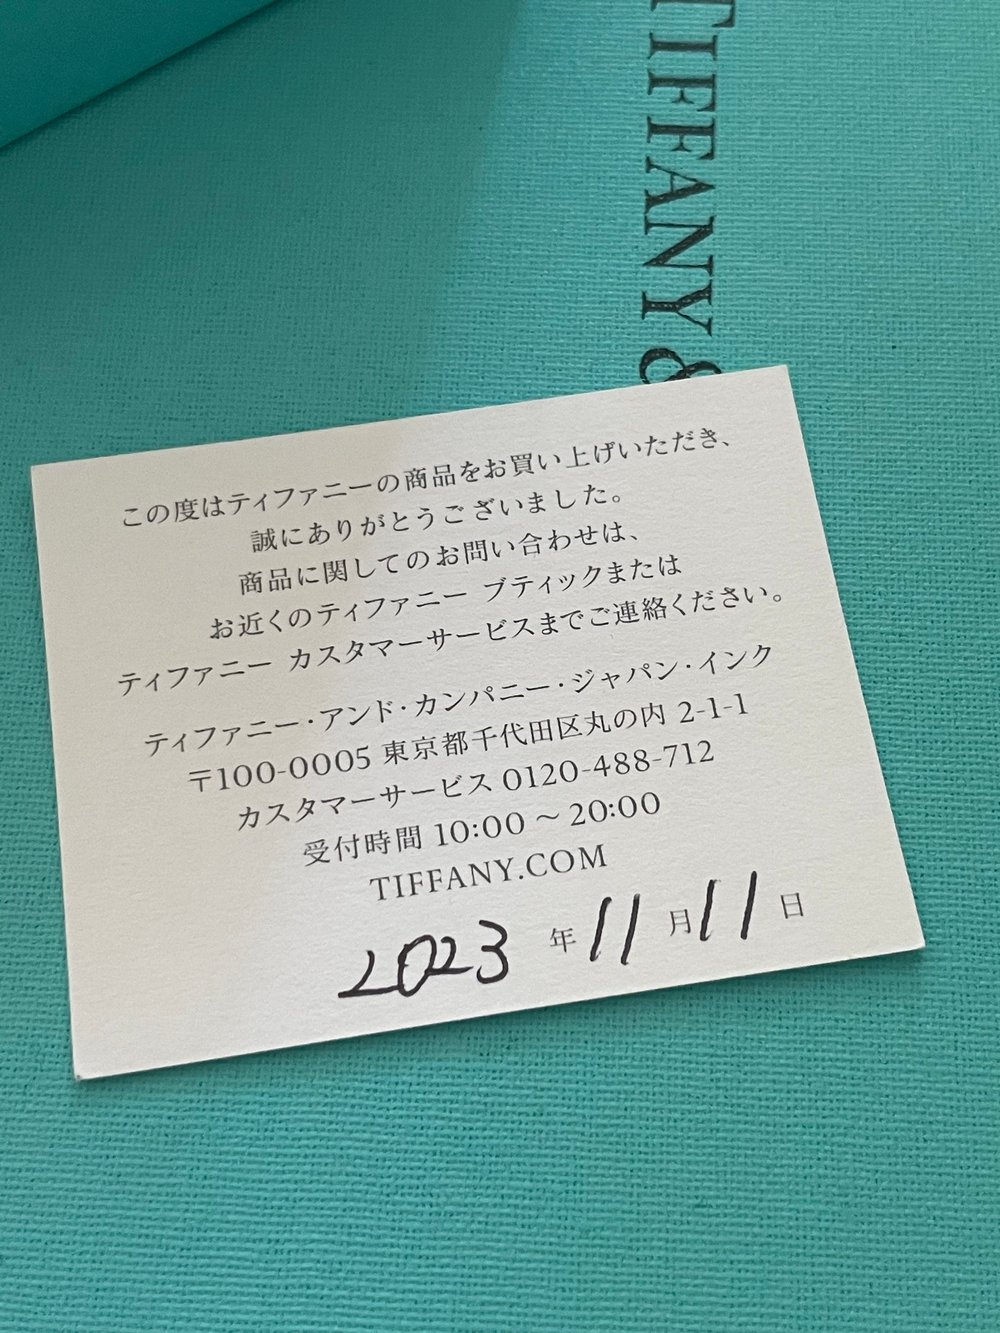 TIFFANY &
この度はティファニーの商品をお買い上げいただき、
誠にありがとうございました。
商品に関してのお問い合わせは、
お近くのティファニー ブティックまたは
ティファニー カスタマーサービスまでご連絡ください。
ティファニー・アンド・カンパニー・ジャパン・インク
〒100-0005 東京都千代田区丸の内 2-1-1
カスタマーサービス 0120-488-712
受付時間 10:00 ～ 20:00
TIFFANY.COM
2023 年 11 月 11 日